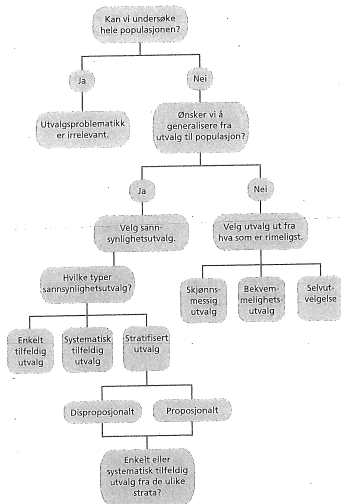 Kan vi undersøke
hele populasjonen?
Ja
Nei
Utvalgsproblematikk
er irrelevant.
Ønsker vi å
generalisere fra
utvalg til populasjon?
Ja
Nei
Velg sann-
synlighetsutvalg.
Velg utvalg ut fra
hva som er rimeligst.
Hvilke typer
sannsynlighetsutvalg?
Skjønns-
messig
utvalg
Bekvem-
melighets-
utvalg
Selvut-
velgelse
Enkelt
tilfeldig
utvalg
Systematisk
tilfeldig
utvalg
Stratifisert
utvalg
Disproposjonalt
Proposjonalt
Enkelt eller
systematisk tilfeldig
utvalg fra de ulike
strata?